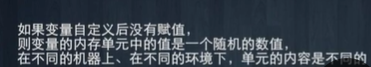 如果变量自定义后没有赋值，
则变量的内存单元中的值是一个随机的数值，
在不同的机器上、在不同的环境下，单元的内容是不同的